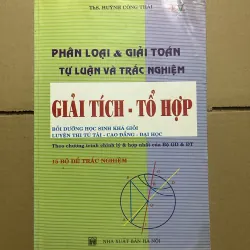 ThS. HUỲNH CÔNG THÁI
PHÂN LOẠI & GIẢI TOÁN
TỰ LUẬN VÀ TRẮC NGHIỆM
GIẢI TÍCH - TỔ HỢP
BỒI DƯỠNG HỌC SINH KHÁ GIỎI
LUYỆN THI TÚ TÀI - CAO ĐẲNG - ĐẠI HỌC
Theo chương trình chỉnh lý & hợp nhất của Bộ GD & ĐT
15 BỘ ĐỀ TRẮC NGHIỆM
NHÀ XUẤT BẢN HÀ NỘI